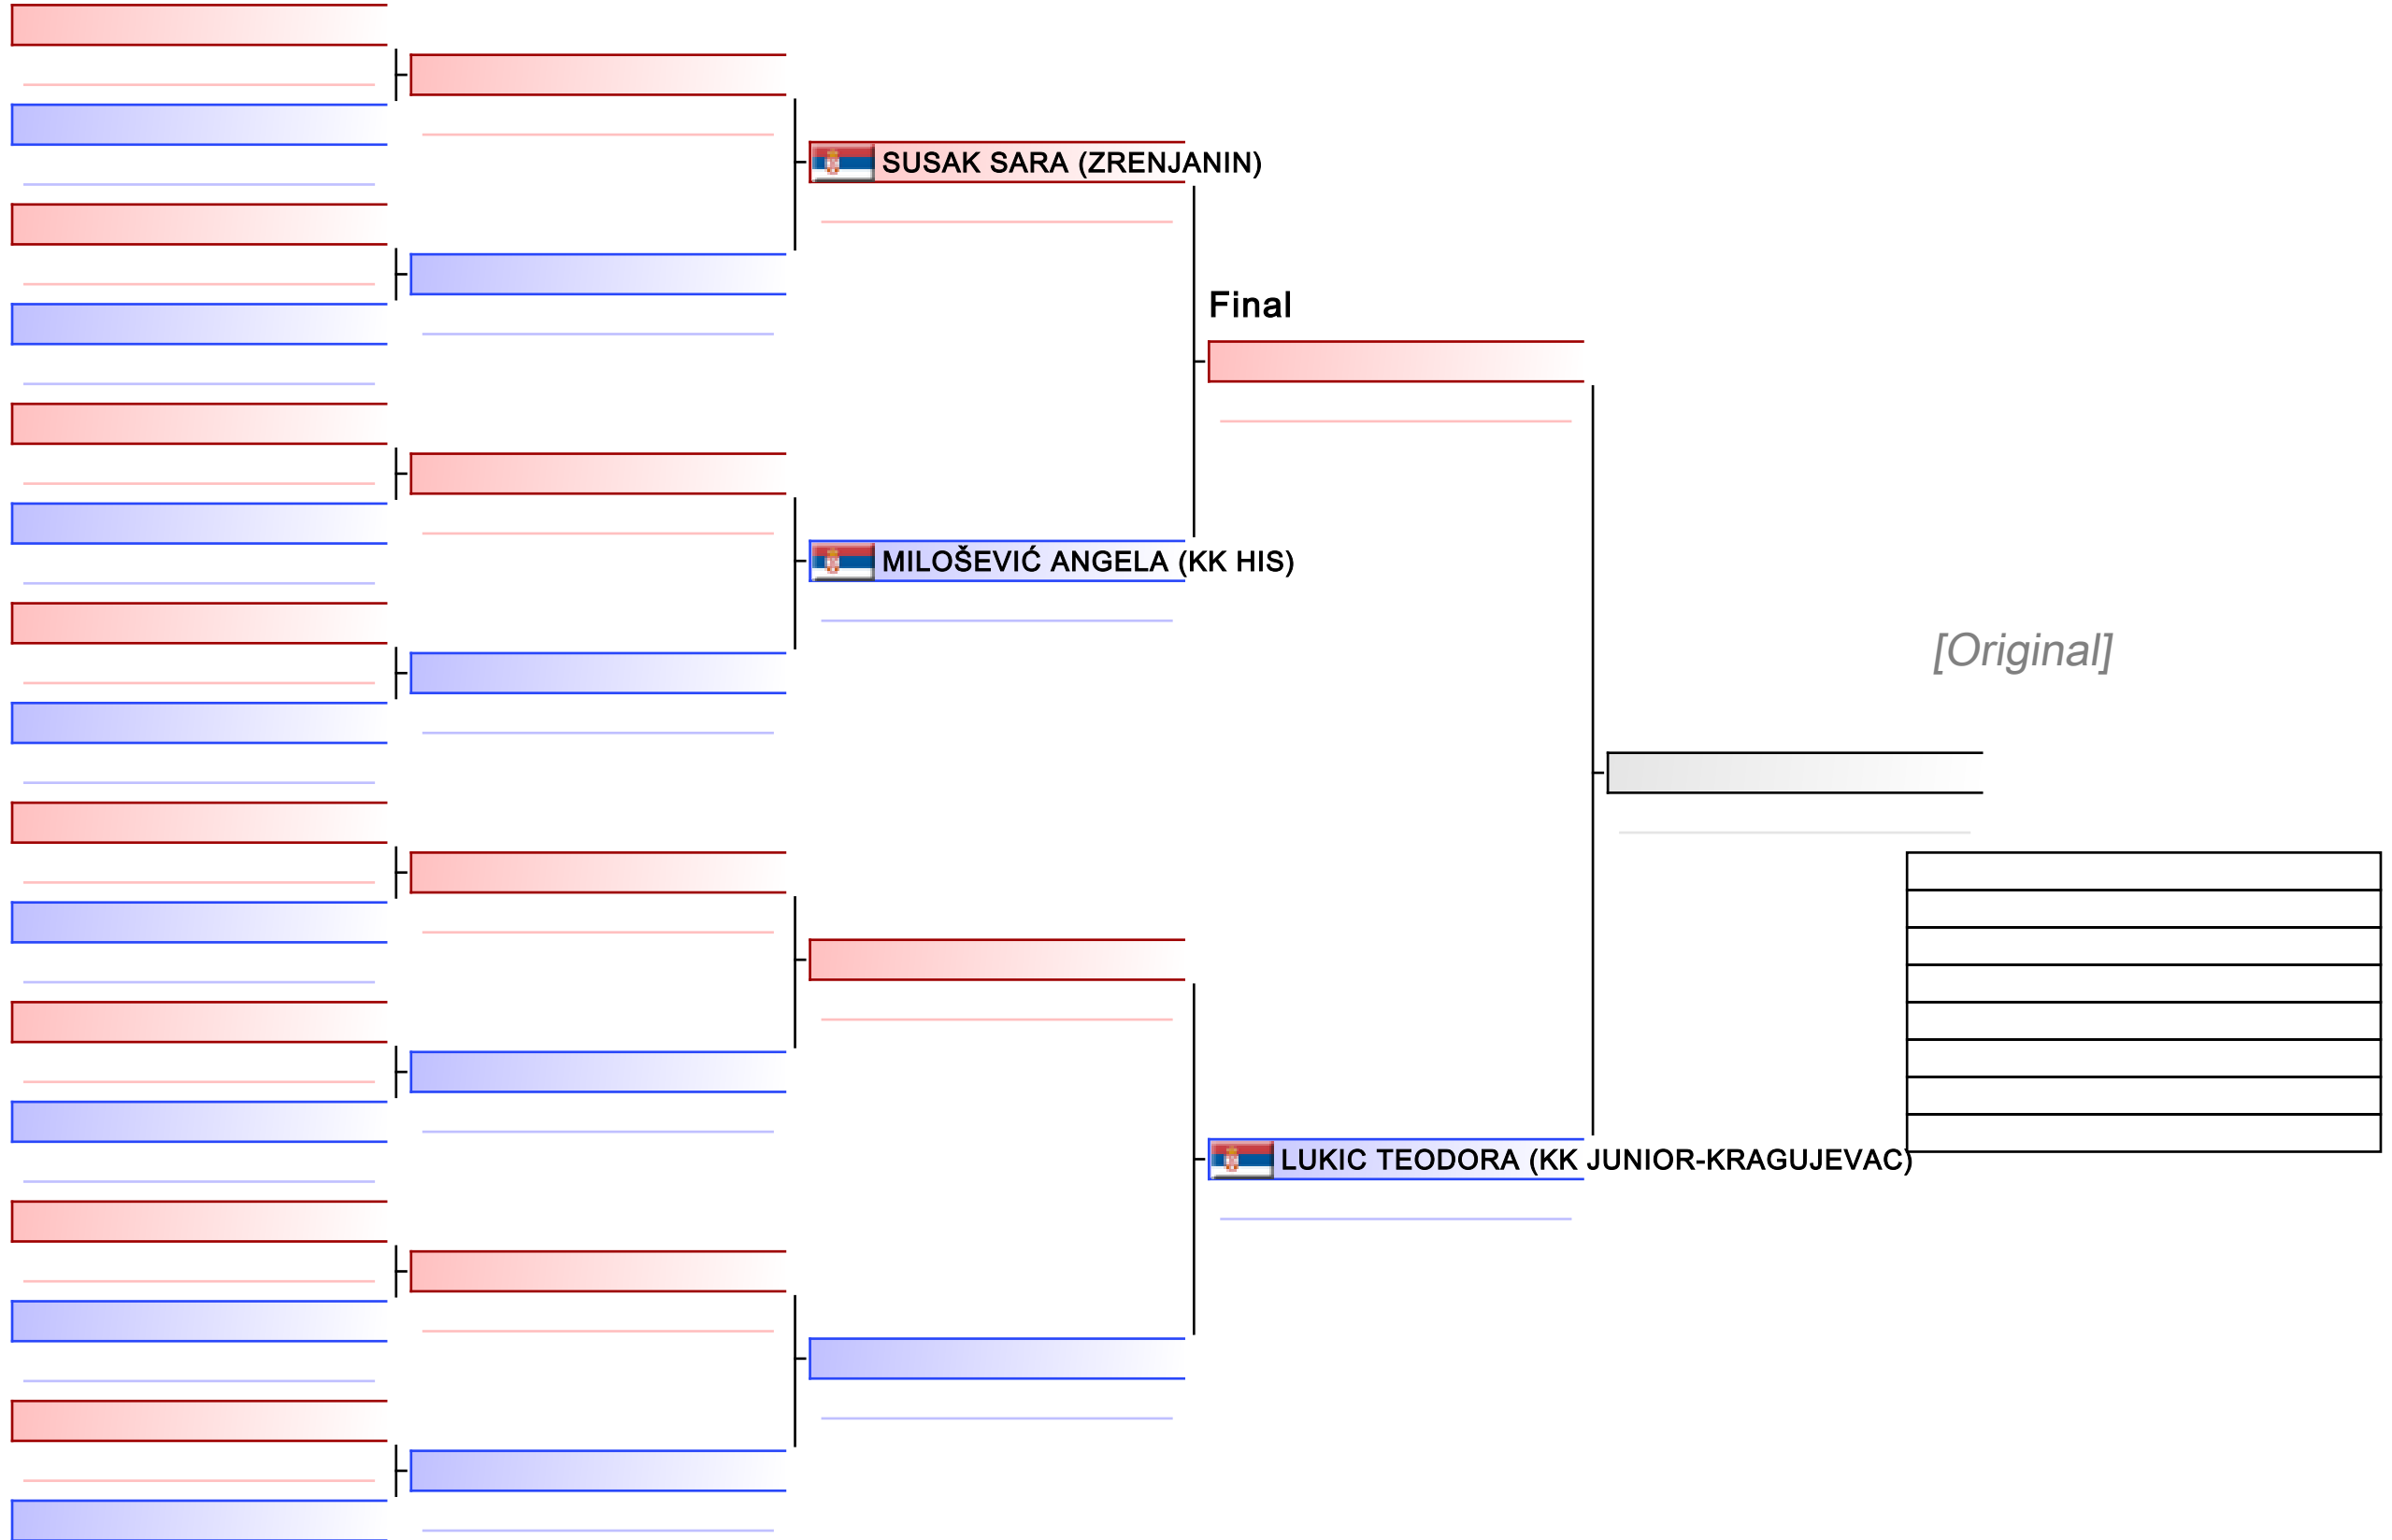 SUSAK SARA (ZRENJANIN)
Final
MILOŠEVIĆ ANGELA (KK HIS)
[Original]
LUKIC TEODORA (KK JUNIOR-KRAGUJEVAC)